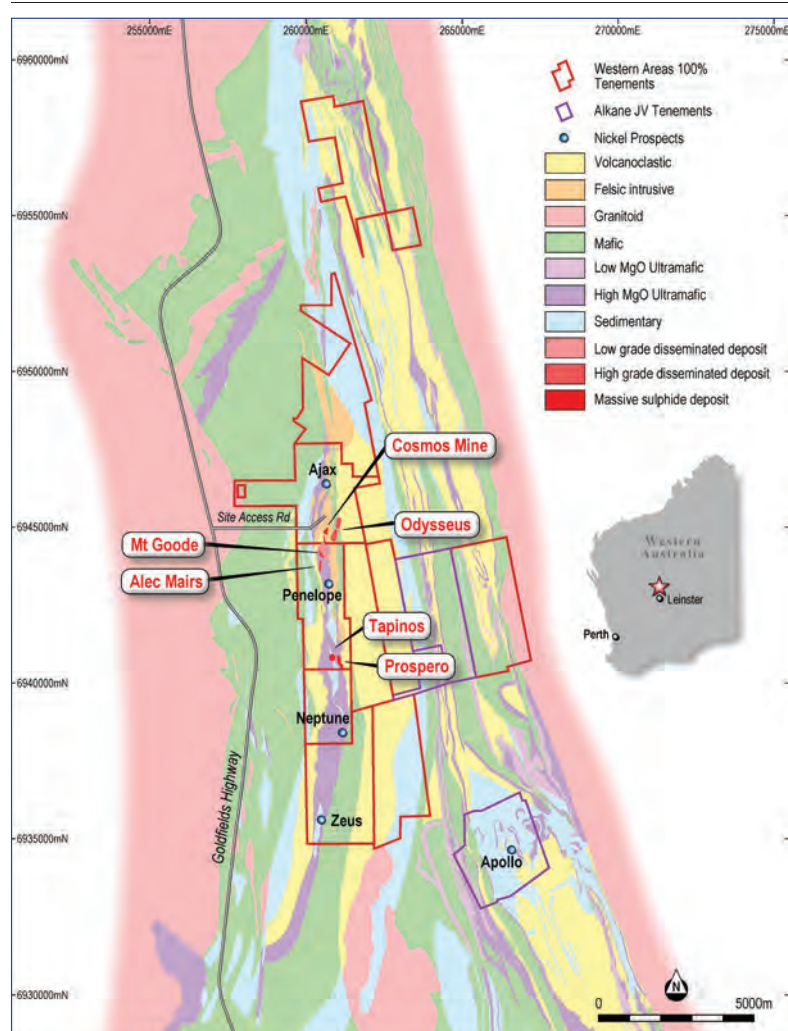 255000mE
260000mE
265000mE
270000mE
275000mE
6960000mN
6955000mN
6950000mN
6945000mN
6940000mN
6935000mN
6930000mN
Western Areas 100%
Tenements
Alkane JV Tenements
Nickel Prospects
Volcanoclastic
Felsic intrusive
Granitoid
Mafic
Low MgO Ultramafic
High MgO Ultramafic
Sedimentary
Low grade disseminated deposit
High grade disseminated deposit
Massive sulphide deposit
Cosmos Mine
Ajax
Site Access Rd
Odysseus
Mt Goode
Alec Mairs
Penelope
Tapinos
Prospero
Neptune
Zeus
Apollo
Goldfields Highway
Western
Australia
Leinster
Perth
N
0
5000m